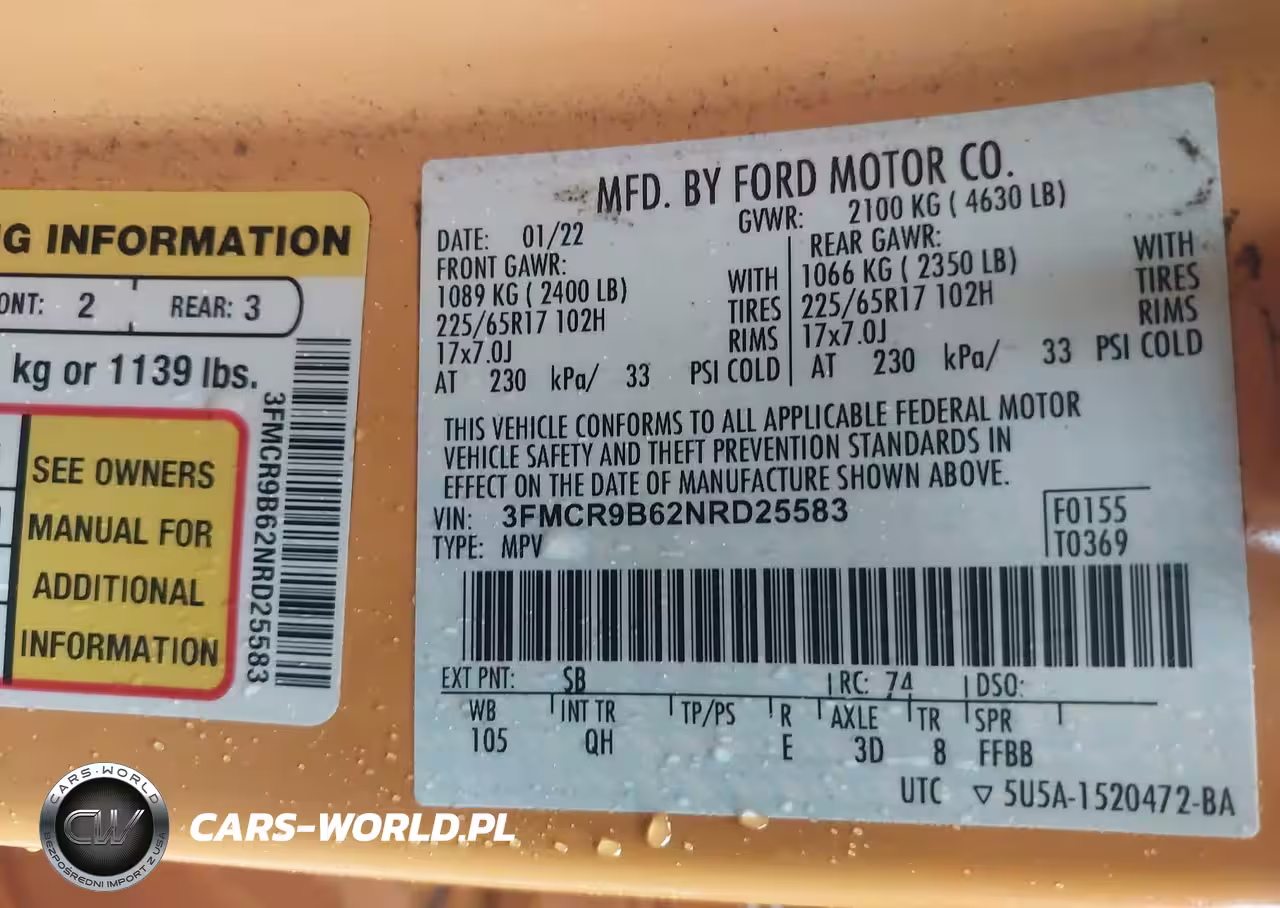 G INFORMATION
ONT: 2 REAR: 3
kg or 1139 lbs.
SEE OWNERS
MANUAL FOR
ADDITIONAL
INFORMATION
3FMCR9B62NRD25583
MFD. BY FORD MOTOR CO.
DATE: 01/22 GVWR: 2100 KG ( 4630 LB)
FRONT GAWR: REAR GAWR:
1089 KG ( 2400 LB) WITH 1066 KG ( 2350 LB) WITH
225/65R17 102H TIRES 225/65R17 102H TIRES
17x7.0J RIMS 17x7.0J RIMS
AT 230 kPa/ 33 PSI COLD AT 230 kPa/ 33 PSI COLD
THIS VEHICLE CONFORMS TO ALL APPLICABLE FEDERAL MOTOR
VEHICLE SAFETY AND THEFT PREVENTION STANDARDS IN
EFFECT ON THE DATE OF MANUFACTURE SHOWN ABOVE.
VIN: 3FMCR9B62NRD25583 F0155
TYPE: MPV T0369
EXT PNT: SB RC: 74 DSO:
WB INT TR TP/PS R AXLE TR SPR
105 QH E 3D 8 FFBB
UTC ▽ 5U5A-1520472-BA
CARS-WORLD
CW
BEZPOŚREDNI IMPORT Z USA
CARS-WORLD.PL